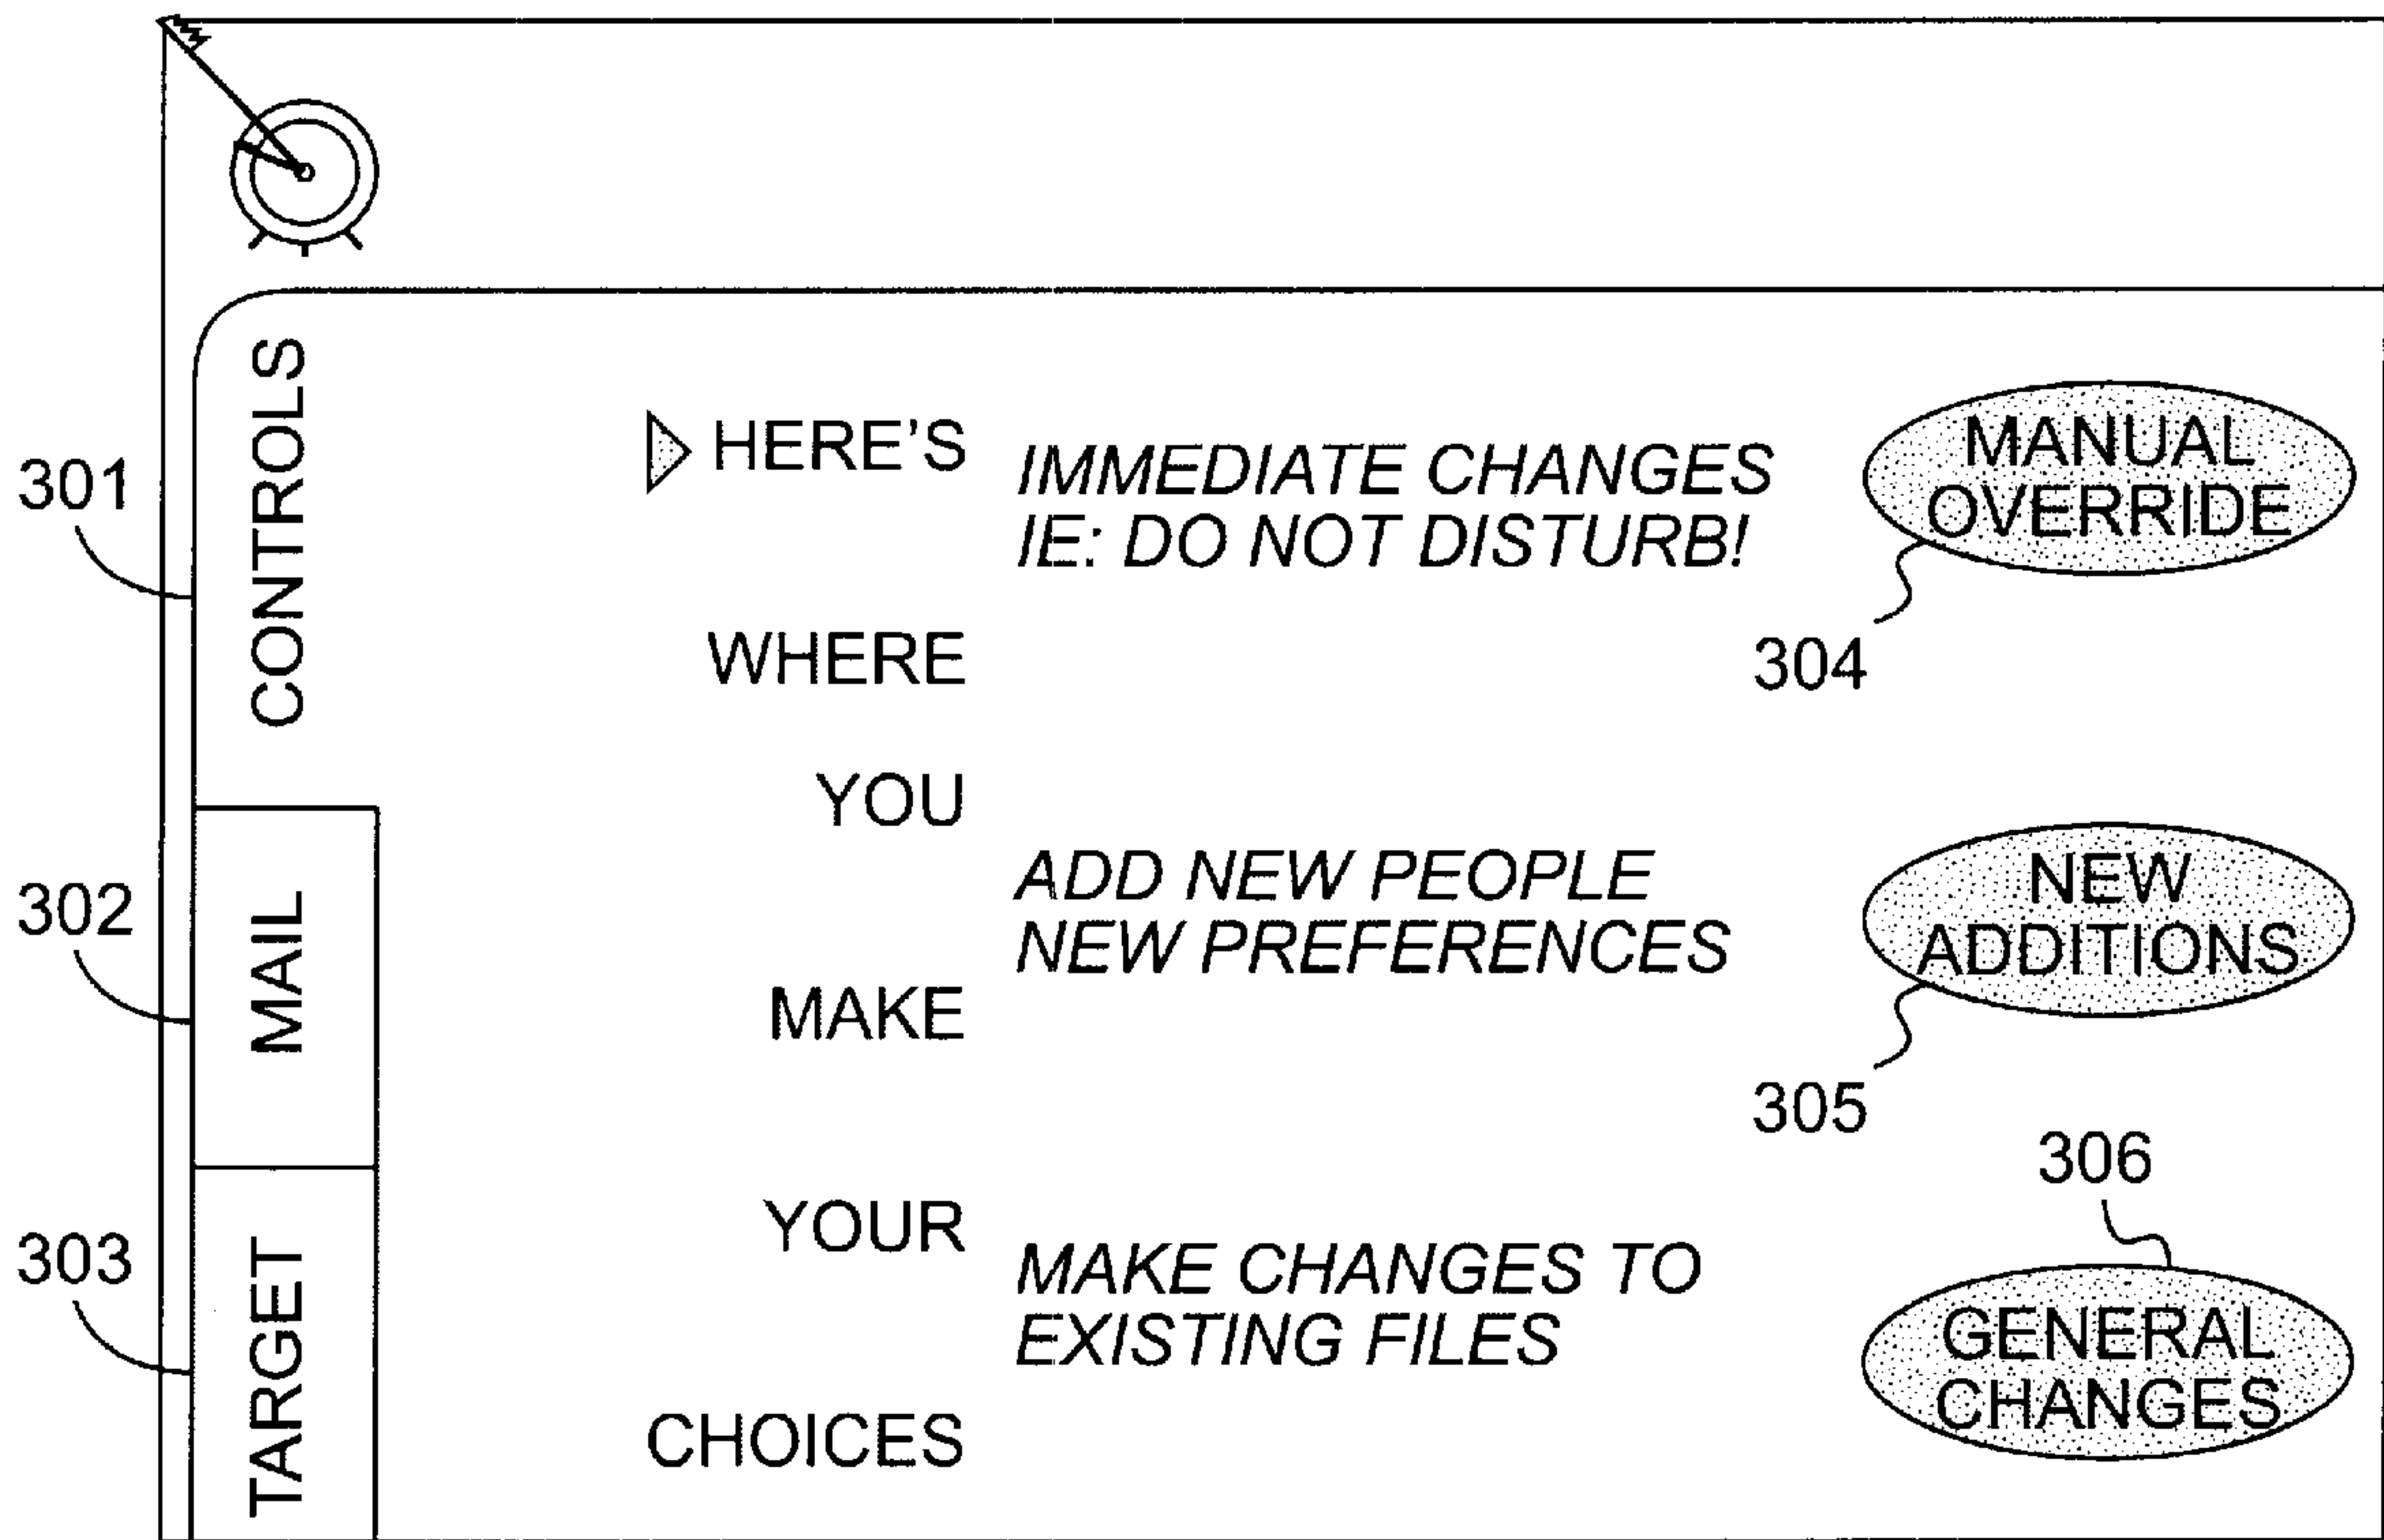 CONTROLS
301
MAIL
302
TARGET
303
HERE'S
WHERE
YOU
MAKE
YOUR
CHOICES
IMMEDIATE CHANGES
IE: DO NOT DISTURB!
MANUAL
OVERRIDE
304
ADD NEW PEOPLE
NEW PREFERENCES
NEW
ADDITIONS
305
306
MAKE CHANGES TO
EXISTING FILES
GENERAL
CHANGES